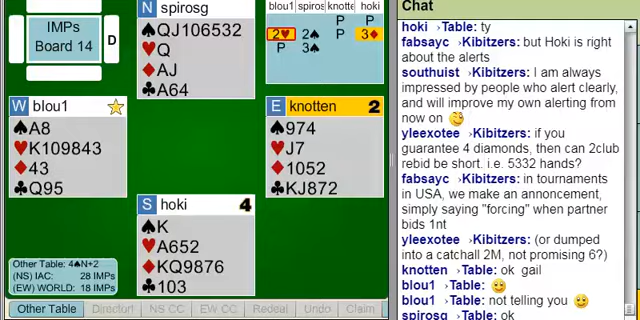 IMPs
Board 14
D
N spirosg
♠QJ106532
♥Q
♦AJ
♣A64
blou1 spiros knotte hoki
P P
2♥ 2♠ P 3♦
P 3♠
W blou1
♠A8
♥K109843
♦43
♣Q95
E knotten 2
♠974
♥J7
♦1052
♣KJ872
S hoki 4
♠K
♥A652
♦KQ9876
♣103
Other Table: 4♠N+2
(NS) IAC: 28 IMPs
(EW) WORLD: 18 IMPs
Other Table Director! NS CC EW CC Redeal Undo Claim
Chat
hoki ›Table: ty
fabsayc ›Kibitzers: but Hoki is right
about the alerts
southuist ›Kibitzers: I am always
impressed by people who alert clearly,
and will improve my own alerting from
now on
yleexotee ›Kibitzers: if you
guarantee 4 diamonds, then can 2club
rebid be short. i.e. 5332 hands?
fabsayc ›Kibitzers: in tournaments
in USA, we make an annoncement,
simply saying "forcing" when partner
bids 1nt
yleexotee ›Kibitzers: (or dumped
into a catchall 2M, not promising 6?)
knotten ›Table: ok gail
blou1 ›Table:
blou1 ›Table: not telling you